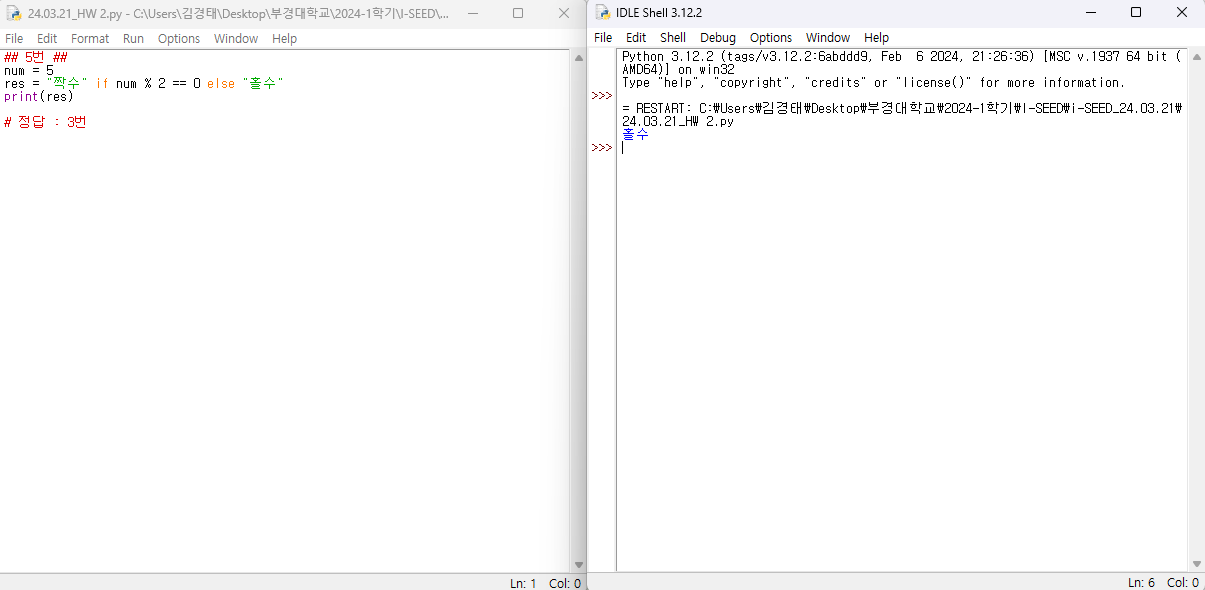 24.03.21_HW 2.py - C:\Users\김경태\Desktop\부경대학교\2024-1학기\I-SEED\...
File Edit Format Run Options Window Help
## 5번 ##
num = 5
res = "짝수" if num % 2 == 0 else "홀수"
print(res)
# 정답 : 3번
Ln: 1 Col: 0
IDLE Shell 3.12.2
File Edit Shell Debug Options Window Help
Python 3.12.2 (tags/v3.12.2:6abddd9, Feb  6 2024, 21:26:36) [MSC v.1937 64 bit (
AMD64)] on win32
Type "help", "copyright", "credits" or "license()" for more information.
>>>
= RESTART: C:₩Users₩김경태₩Desktop₩부경대학교₩2024-1학기₩I-SEED₩i-SEED_24.03.21₩
24.03.21_HW 2.py
홀수
>>>
Ln: 6 Col: 0